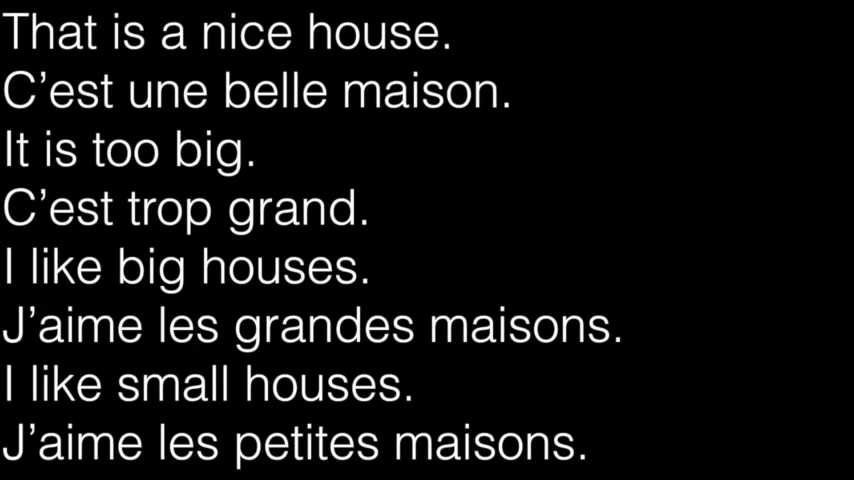 That is a nice house.
C’est une belle maison.
It is too big.
C’est trop grand.
I like big houses.
J’aime les grandes maisons.
I like small houses.
J’aime les petites maisons.